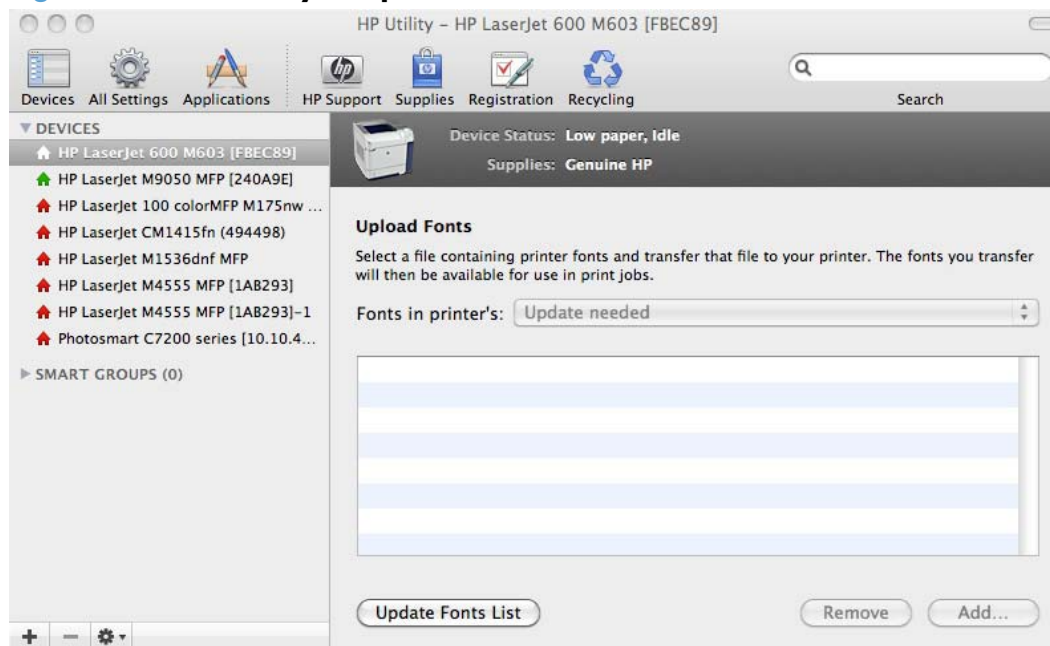 HP Utility – HP LaserJet 600 M603 [FBEC89]
Devices All Settings Applications HP Support Supplies Registration Recycling Search
DEVICES
HP LaserJet 600 M603 [FBEC89]
HP LaserJet M9050 MFP [240A9E]
HP LaserJet 100 colorMFP M175nw ...
HP LaserJet CM1415fn (494498)
HP LaserJet M1536dnf MFP
HP LaserJet M4555 MFP [1AB293]
HP LaserJet M4555 MFP [1AB293]-1
Photosmart C7200 series [10.10.4...
SMART GROUPS (0)
Device Status: Low paper, Idle
Supplies: Genuine HP
Upload Fonts
Select a file containing printer fonts and transfer that file to your printer. The fonts you transfer
will then be available for use in print jobs.
Fonts in printer's: Update needed
Update Fonts List Remove Add...